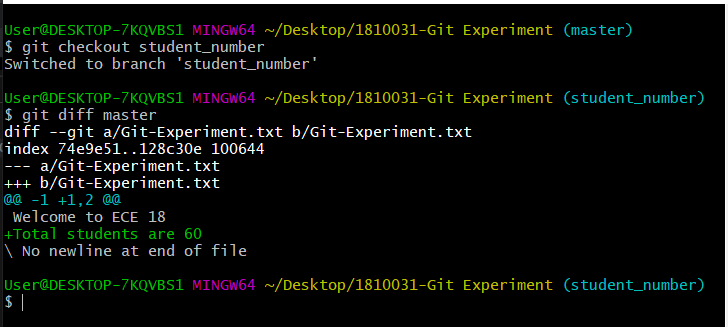 User@DESKTOP-7KQVBS1 MINGW64 ~/Desktop/1810031-Git Experiment (master)
$ git checkout student_number
Switched to branch 'student_number'
User@DESKTOP-7KQVBS1 MINGW64 ~/Desktop/1810031-Git Experiment (student_number)
$ git diff master
diff --git a/Git-Experiment.txt b/Git-Experiment.txt
index 74e9e51..128c30e 100644
--- a/Git-Experiment.txt
+++ b/Git-Experiment.txt
@@ -1 +1,2 @@
 Welcome to ECE 18
+Total students are 60
\ No newline at end of file
User@DESKTOP-7KQVBS1 MINGW64 ~/Desktop/1810031-Git Experiment (student_number)
$